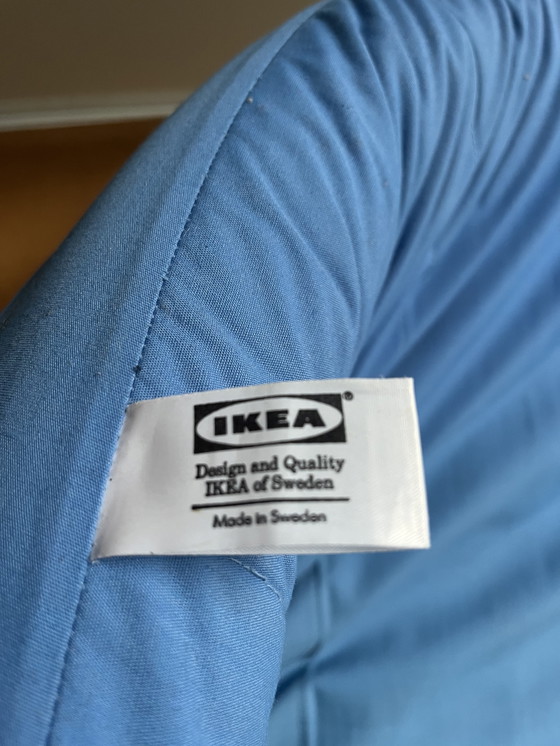 IKEA®
Design and Quality
IKEA of Sweden
Made in Sweden